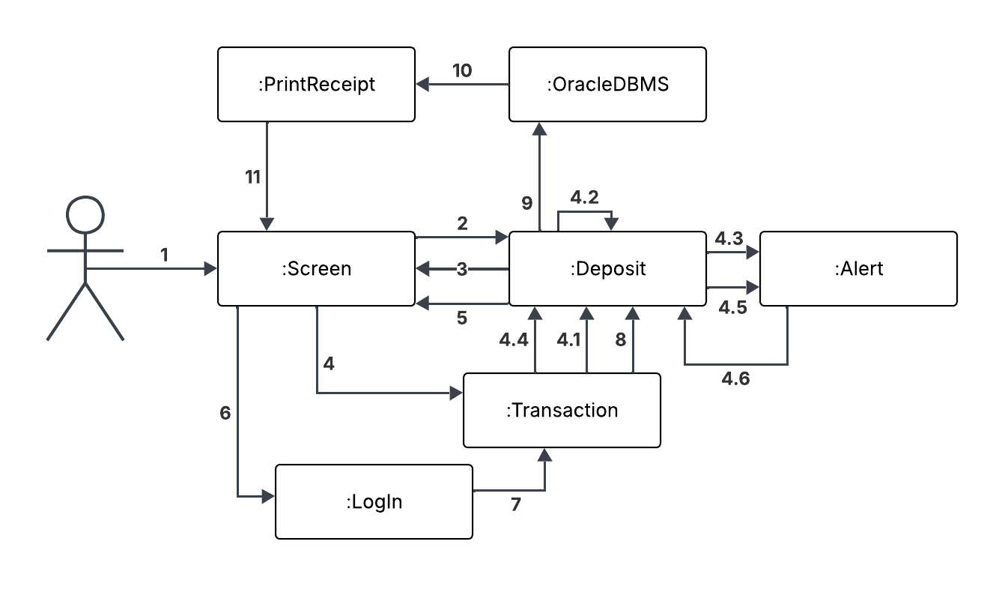 :PrintReceipt
10
:OracleDBMS
11
9
4.2
1
:Screen
2
3
5
:Deposit
4.3
4.5
:Alert
4.4
4.1
8
4.6
4
:Transaction
6
:LogIn
7